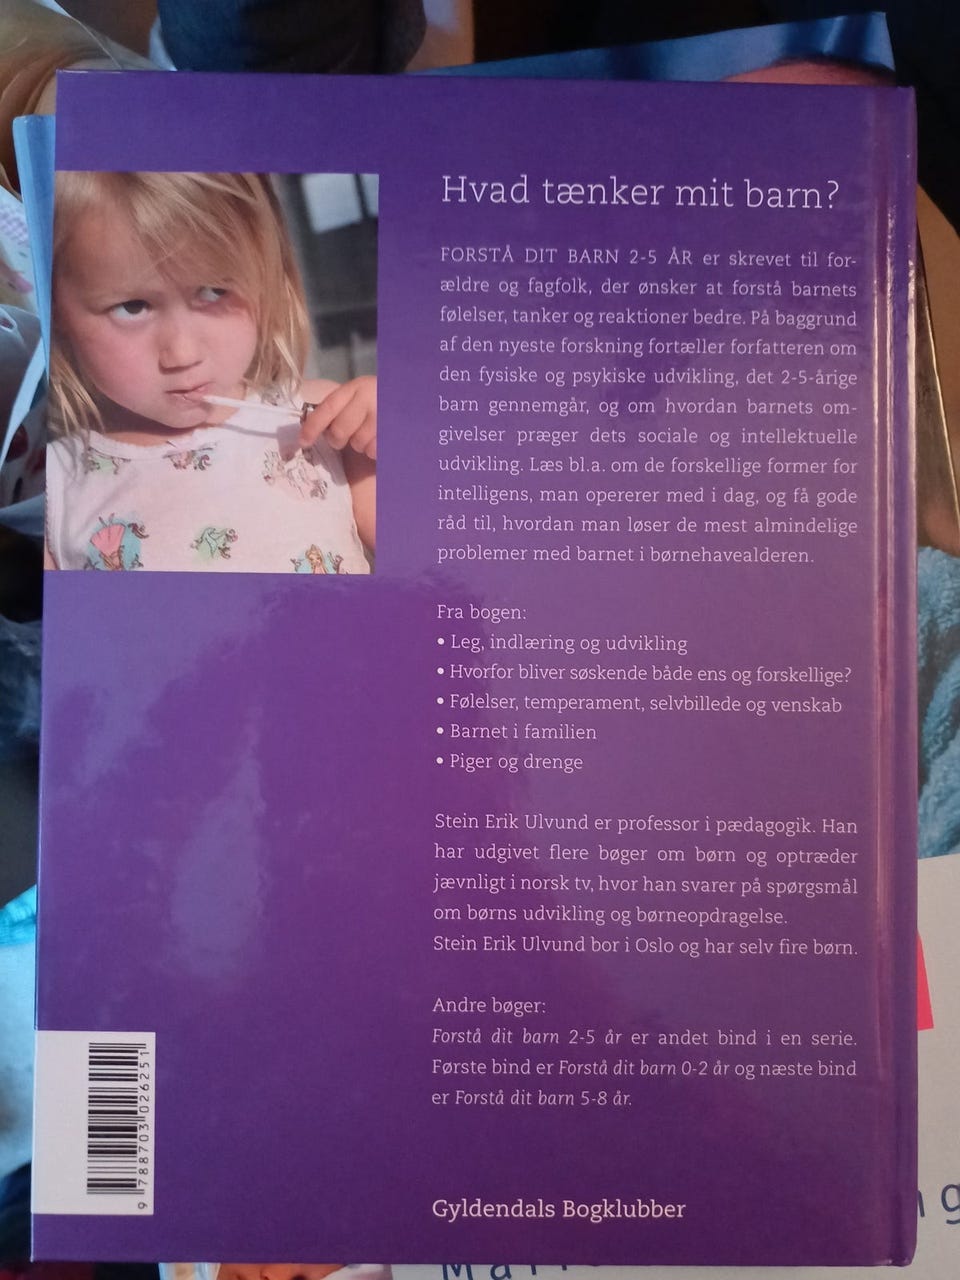 Hvad tænker mit barn?
FORSTÅ DIT BARN 2-5 ÅR er skrevet til for-
ældre og fagfolk, der ønsker at forstå barnets
følelser, tanker og reaktioner bedre. På baggrund
af den nyeste forskning fortæller forfatteren om
den fysiske og psykiske udvikling, det 2-5-årige
barn gennemgår, og om hvordan barnets om-
givelser præger dets sociale og intellektuelle
udvikling. Læs bl.a. om de forskellige former for
intelligens, man opererer med i dag, og få gode
råd til, hvordan man løser de mest almindelige
problemer med barnet i børnehavealderen.
Fra bogen:
• Leg, indlæring og udvikling
• Hvorfor bliver søskende både ens og forskellige?
• Følelser, temperament, selvbillede og venskab
• Barnet i familien
• Piger og drenge
Stein Erik Ulvund er professor i pædagogik. Han
har udgivet flere bøger om børn og optræder
jævnligt i norsk tv, hvor han svarer på spørgsmål
om børns udvikling og børneopdragelse.
Stein Erik Ulvund bor i Oslo og har selv fire børn.
Andre bøger:
Forstå dit barn 2-5 år er andet bind i en serie.
Første bind er Forstå dit barn 0-2 år og næste bind
er Forstå dit barn 5-8 år.
9 788703 026251
Gyldendals Bogklubber